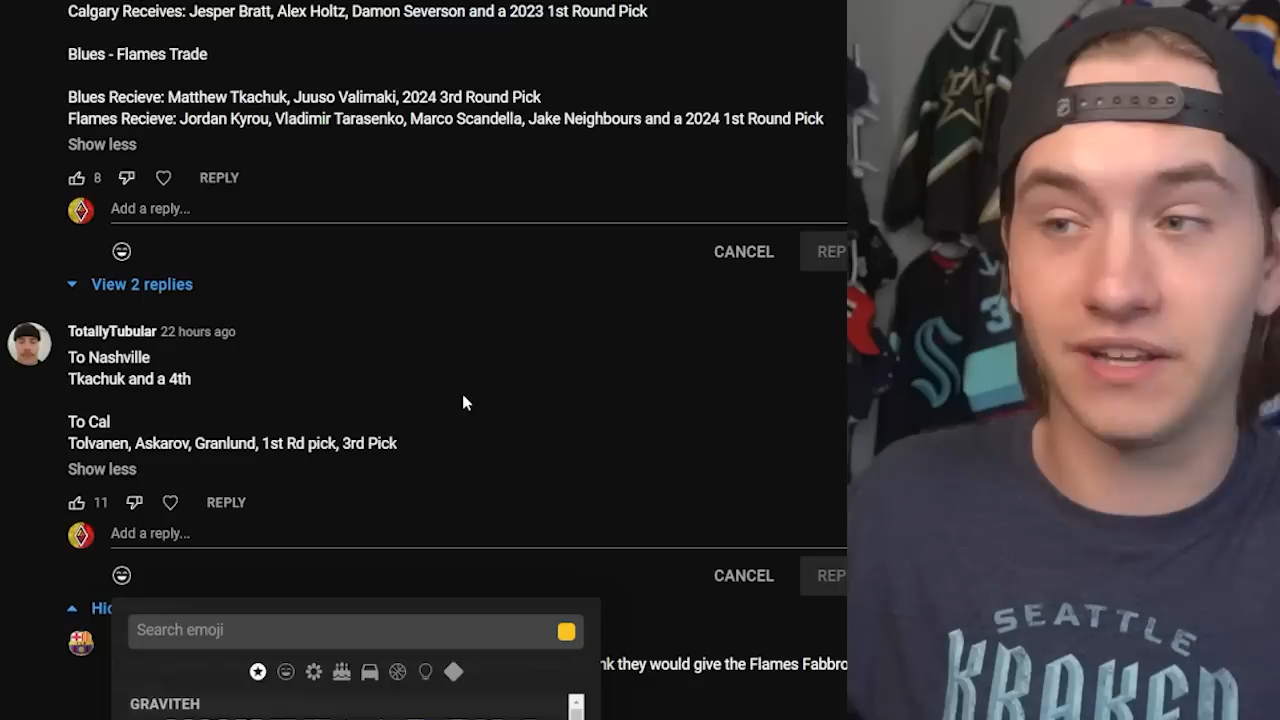 Calgary Receives: Jesper Bratt, Alex Holtz, Damon Severson and a 2023 1st Round Pick
Blues - Flames Trade
Blues Recieve: Matthew Tkachuk, Juuso Valimaki, 2024 3rd Round Pick
Flames Recieve: Jordan Kyrou, Vladimir Tarasenko, Marco Scandella, Jake Neighbours and a 2024 1st Round Pick
Show less
8 REPLY
Add a reply...
CANCEL REP
View 2 replies
TotallyTubular 22 hours ago
To Nashville
Tkachuk and a 4th
To Cal
Tolvanen, Askarov, Granlund, 1st Rd pick, 3rd Pick
Show less
11 REPLY
Add a reply...
CANCEL REP
Search emoji
they would give the Flames Fabbro
GRAVITEH
SEATTLE
KRAKEN